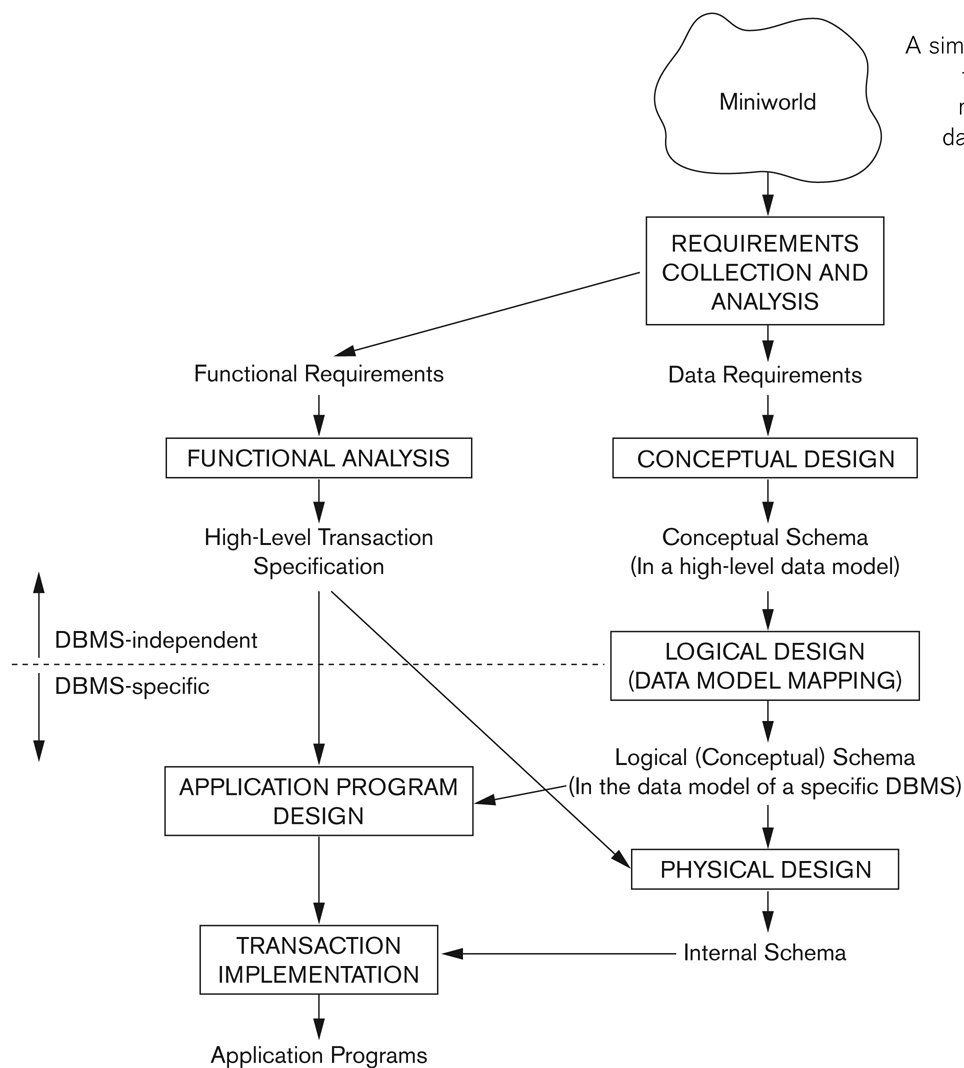 Miniworld
A sim
REQUIREMENTS
COLLECTION AND
ANALYSIS
Functional Requirements
Data Requirements
FUNCTIONAL ANALYSIS
CONCEPTUAL DESIGN
High-Level Transaction
Specification
Conceptual Schema
(In a high-level data model)
DBMS-independent
DBMS-specific
LOGICAL DESIGN
(DATA MODEL MAPPING)
Logical (Conceptual) Schema
(In the data model of a specific DBMS)
APPLICATION PROGRAM
DESIGN
PHYSICAL DESIGN
TRANSACTION
IMPLEMENTATION
Internal Schema
Application Programs